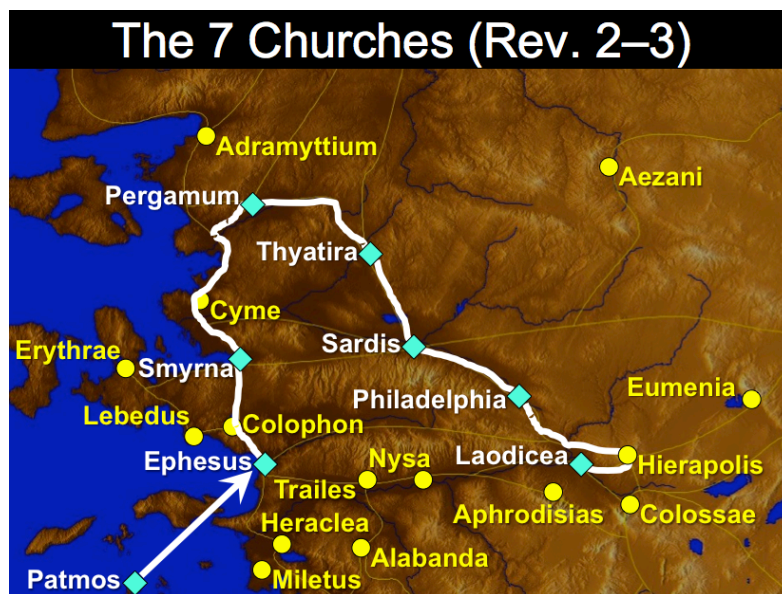 The 7 Churches (Rev. 2–3)
Adramyttium
Aezani
Pergamum
Thyatira
Cyme
Sardis
Erythrae
Smyrna
Philadelphia
Eumenia
Lebedus
Colophon
Ephesus
Nysa
Laodicea
Hierapolis
Trailes
Aphrodisias
Colossae
Heraclea
Alabanda
Patmos
Miletus